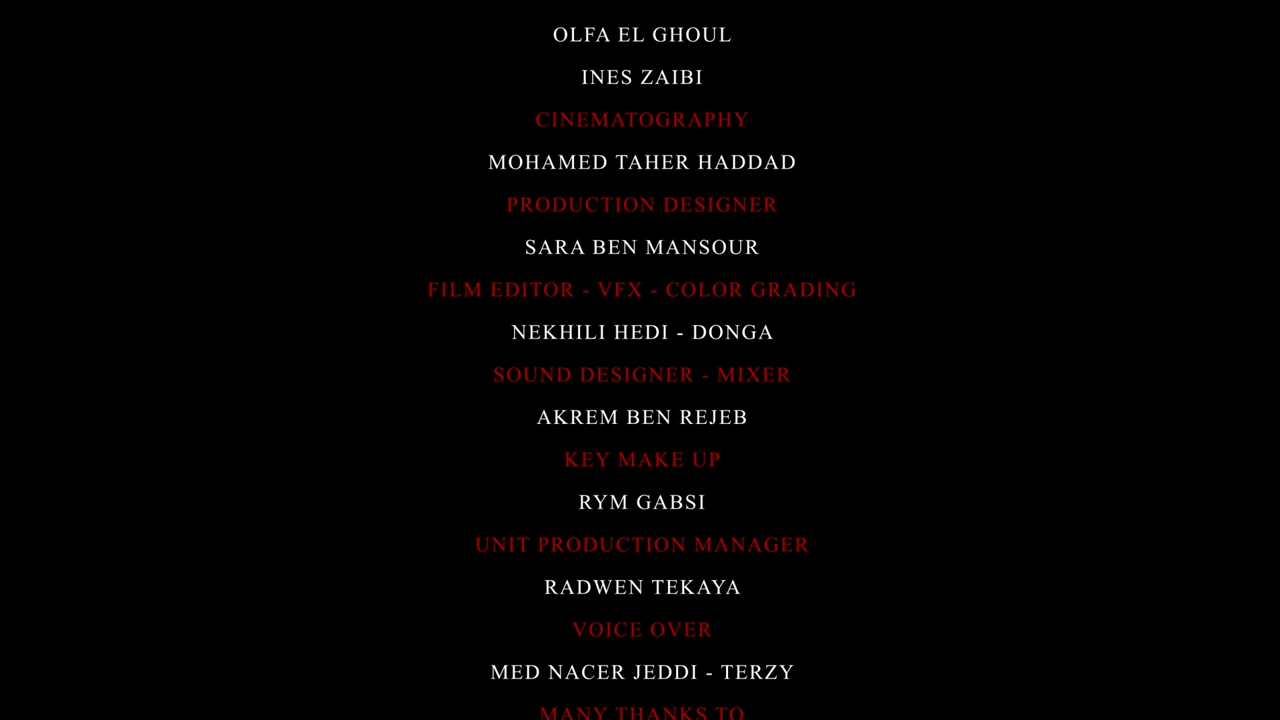 OLFA EL GHOUL
INES ZAIBI
CINEMATOGRAPHY
MOHAMED TAHER HADDAD
PRODUCTION DESIGNER
SARA BEN MANSOUR
FILM EDITOR - VFX - COLOR GRADING
NEKHILI HEDI - DONGA
SOUND DESIGNER - MIXER
AKREM BEN REJEB
KEY MAKE UP
RYM GABSI
UNIT PRODUCTION MANAGER
RADWEN TEKAYA
VOICE OVER
MED NACER JEDDI - TERZY
MANY THANKS TO